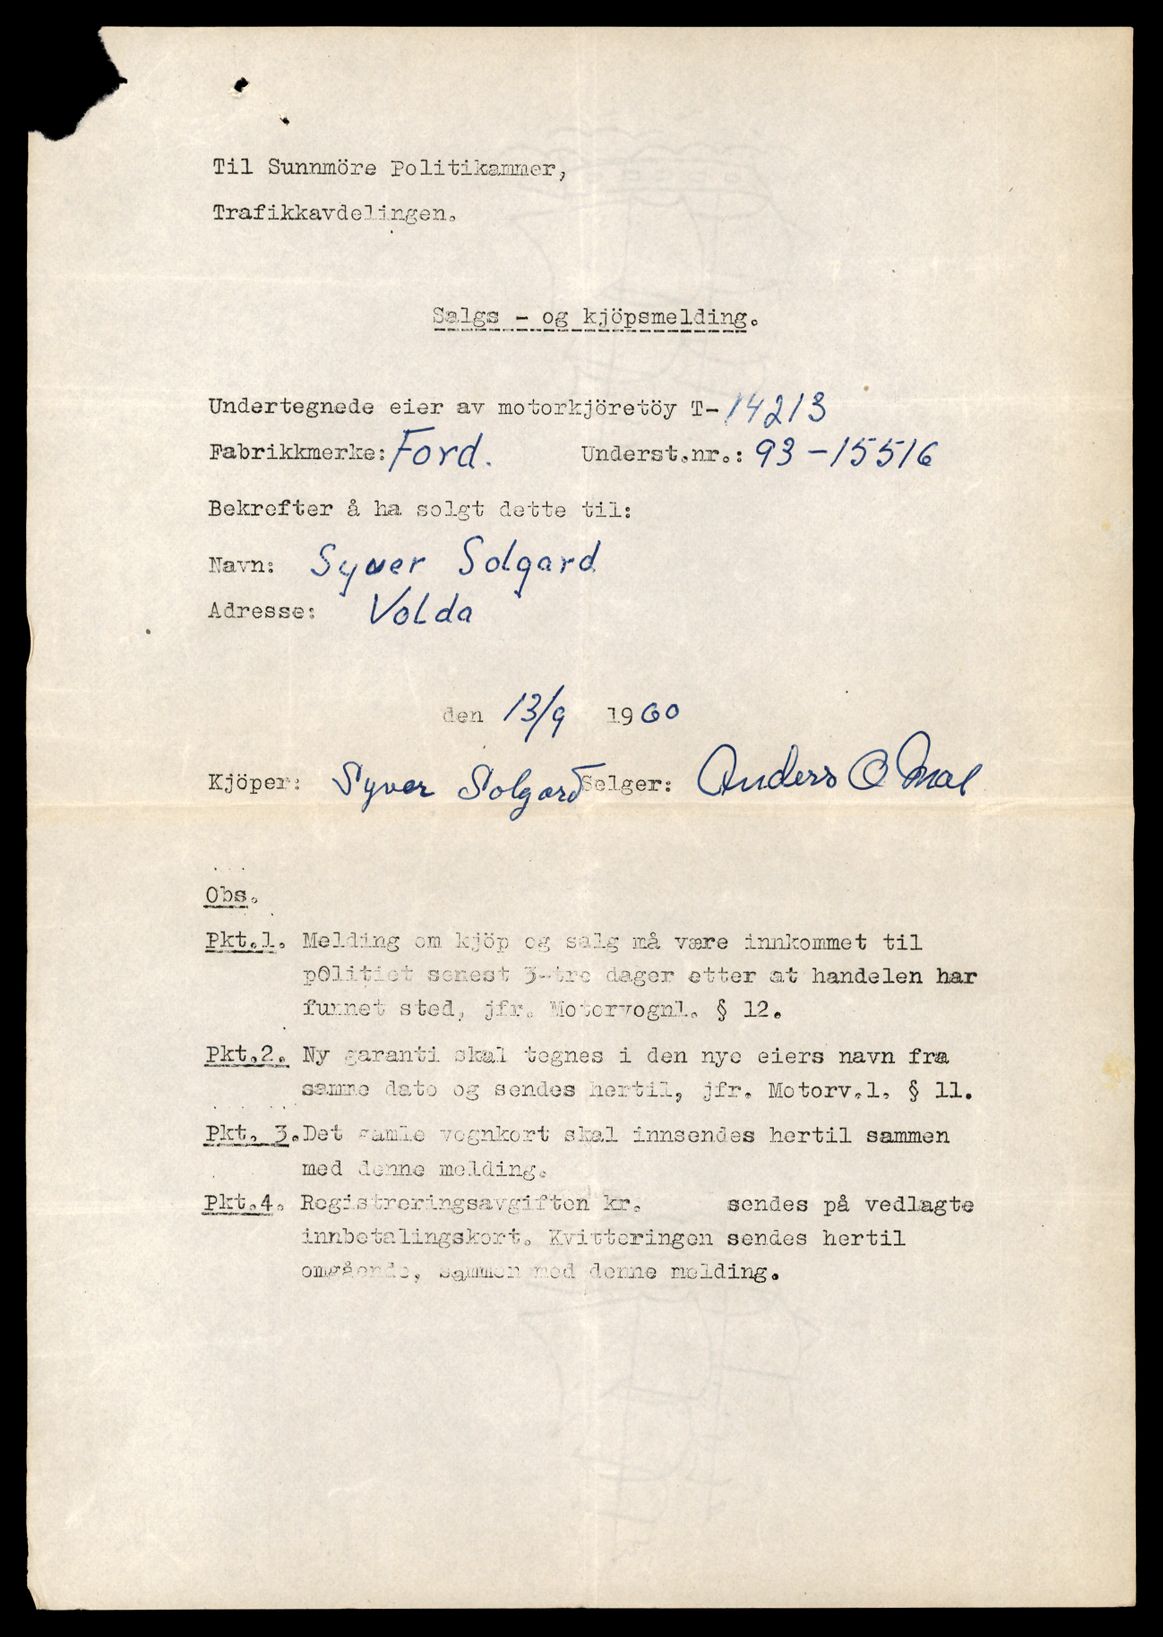 Til Sunnmöre Politikammer,
Trafikkavdelingen.
Salgs - og kjöpsmelding.
Undertegnede eier av motorkjöretöy T- 14213
Fabrikkmerke: Ford. Underst.nr.: 93-15516
Bekrefter å ha solgt dette til:
Navn: Syver Solgard
Adresse: Volda
den 13/9 1960
Kjöper: Syver Solgard Selger: Anders O Mal
Obs.
Pkt.1. Melding om kjöp og salg må være innkommet til
politiet senest 3-tre dager etter at handelen har
funnet sted, jfr. Motorvognl. § 12.
Pkt.2. Ny garanti skal tegnes i den nye eiers navn fra
samme dato og sendes hertil, jfr. Motorv.l. § 11.
Pkt. 3. Det gamle vognkort skal innsendes hertil sammen
med denne melding.
Pkt.4. Registreringsavgiften kr. sendes på vedlagte
innbetalingskort. Kvitteringen sendes hertil
omgående, sammen med denne melding.